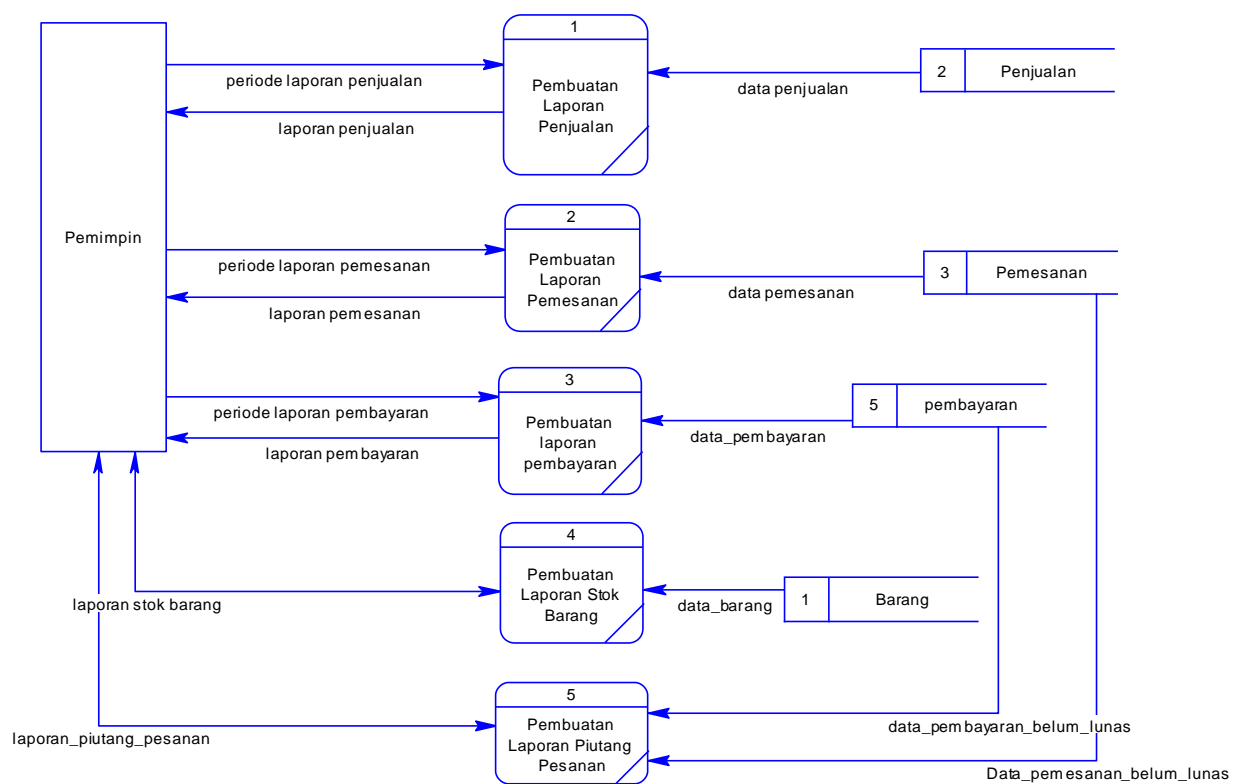 1
periode laporan penjualan
Pembuatan
Laporan
Penjualan
data penjualan
2 Penjualan
laporan penjualan
Pemimpin
2
periode laporan pemesanan
Pembuatan
Laporan
Pemesanan
data pemesanan
3 Pemesanan
laporan pemesanan
3
periode laporan pembayaran
Pembuatan
laporan
pembayaran
data_pembayaran
5 pembayaran
laporan pembayaran
4
Pembuatan
Laporan Stok
Barang
laporan stok barang
data_barang
1 Barang
5
Pembuatan
Laporan Piutang
Pesanan
laporan_piutang_pesanan
data_pembayaran_belum_lunas
Data_pemesanan_belum_lunas